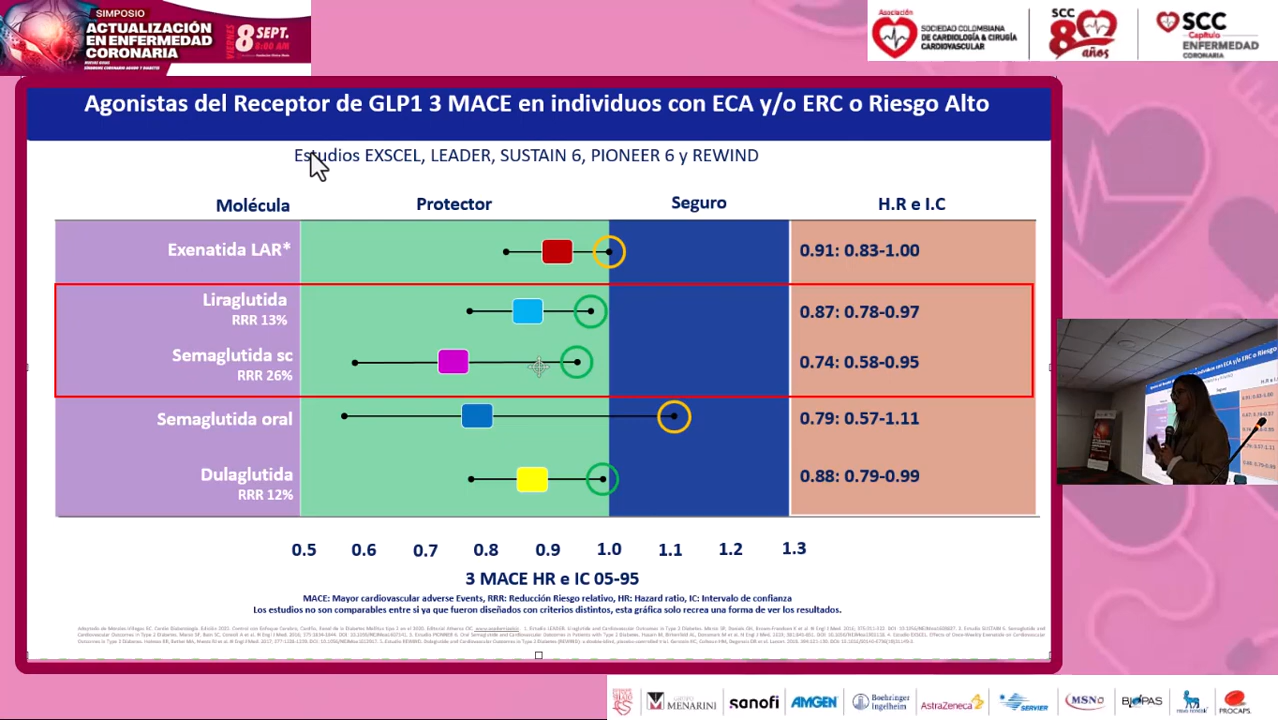 SIMPOSIO
ACTUALIZACIÓN
EN ENFERMEDAD
CORONARIA
VIERNES
8 SEPT.
8:00 AM
Asociación
SOCIEDAD COLOMBIANA
DE CARDIOLOGÍA & CIRUGÍA
CARDIOVASCULAR
SCC
80 años
SCC
Capítulo
ENFERMEDAD
CORONARIA
Agonistas del Receptor de GLP1 3 MACE en individuos con ECA y/o ERC o Riesgo Alto
Estudios EXSCEL, LEADER, SUSTAIN 6, PIONEER 6 y REWIND
Molécula Protector Seguro H.R e I.C
Exenatida LAR* 0.91: 0.83-1.00
Liraglutida
RRR 13% 0.87: 0.78-0.97
Semaglutida sc
RRR 26% 0.74: 0.58-0.95
Semaglutida oral 0.79: 0.57-1.11
Dulaglutida
RRR 12% 0.88: 0.79-0.99
0.5 0.6 0.7 0.8 0.9 1.0 1.1 1.2 1.3
3 MACE HR e IC 05-95
MACE: Mayor cardiovascular adverse Events, RRR: Reducción Riesgo relativo, HR: Hazard ratio, IC: Intervalo de confianza
Los estudios no son comparables entre si ya que fueron diseñados con criterios distintos, esta gráfica solo recrea una forma de ver los resultados.
MENARINI
sanofi
AMGEN
Boehringer
Ingelheim
AstraZeneca
SERVIER
MSN
BIOPAS
novo nordisk
PROCAPS